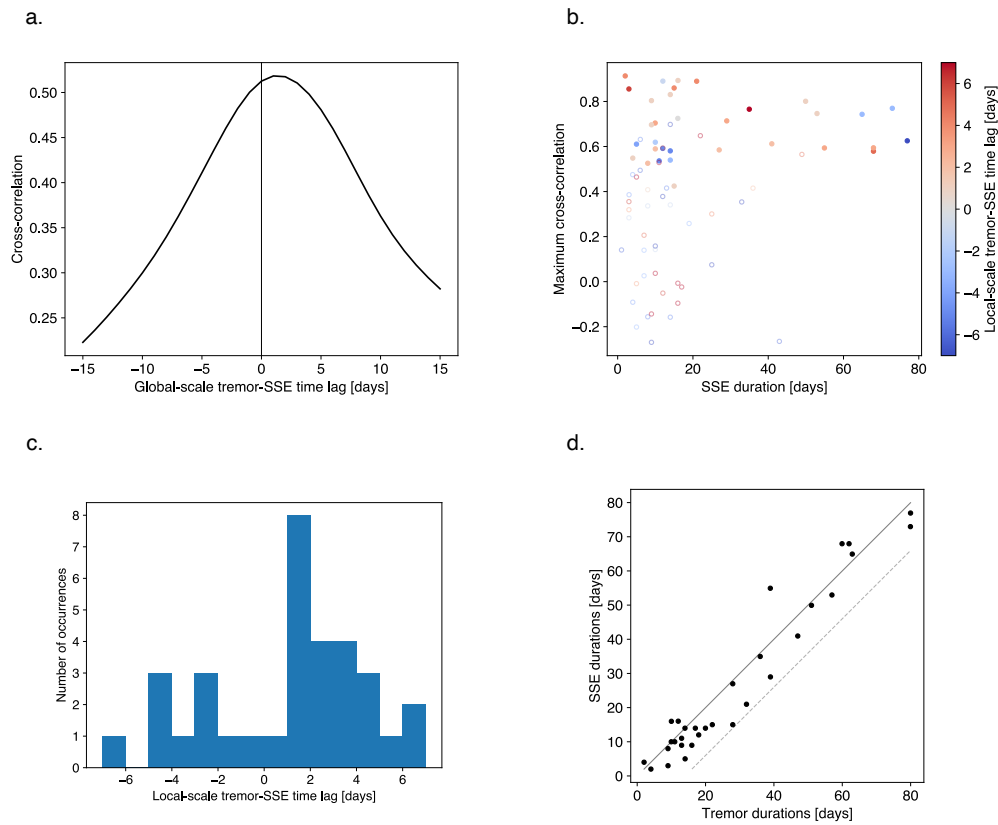 a.
0.50
0.45
0.40
0.35
0.30
0.25
Cross-correlation
−15 −10 −5 0 5 10 15
Global-scale tremor-SSE time lag [days]
b.
0.8
0.6
0.4
0.2
0.0
−0.2
Maximum cross-correlation
0 20 40 60 80
SSE duration [days]
6
4
2
0
−2
−4
−6
Local-scale tremor-SSE time lag [days]
c.
8
7
6
5
4
3
2
1
0
Number of occurrences
−6 −4 −2 0 2 4 6
Local-scale tremor-SSE time lag [days]
d.
80
70
60
50
40
30
20
10
0
SSE durations [days]
0 20 40 60 80
Tremor durations [days]